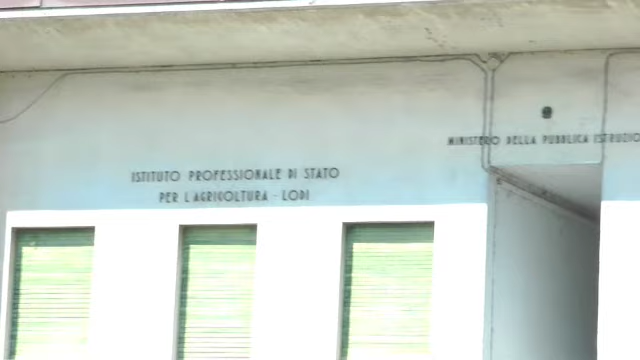 MINISTERO DELLA PUBBLICA ISTRUZIO
ISTITUTO PROFESSIONALE DI STATO
PER L'AGRICOLTURA - LODI